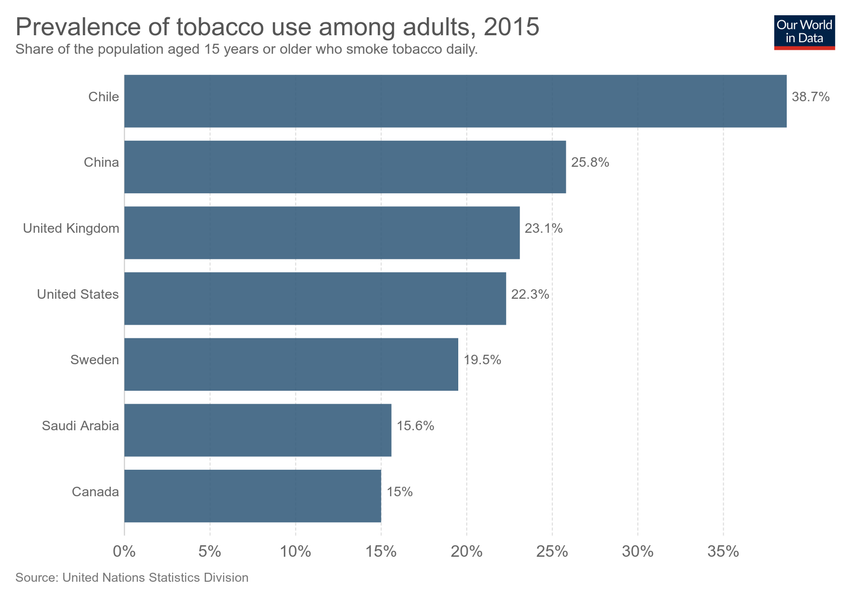 Prevalence of tobacco use among adults, 2015
Share of the population aged 15 years or older who smoke tobacco daily.
Our World
in Data
Chile 38.7%
China 25.8%
United Kingdom 23.1%
United States 22.3%
Sweden 19.5%
Saudi Arabia 15.6%
Canada 15%
0% 5% 10% 15% 20% 25% 30% 35%
Source: United Nations Statistics Division